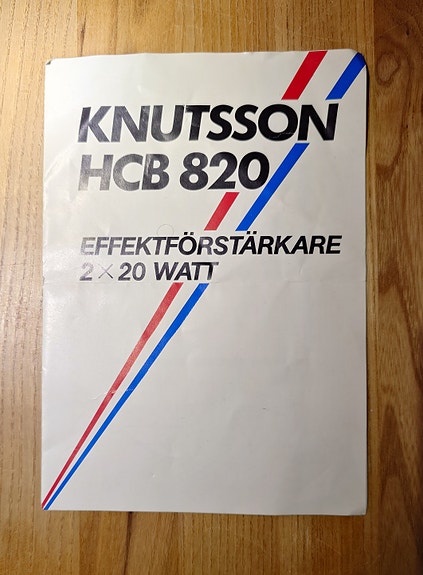 KNUTSSON
HCB 820
EFFEKTFÖRSTÄRKARE
2 × 20 WATT